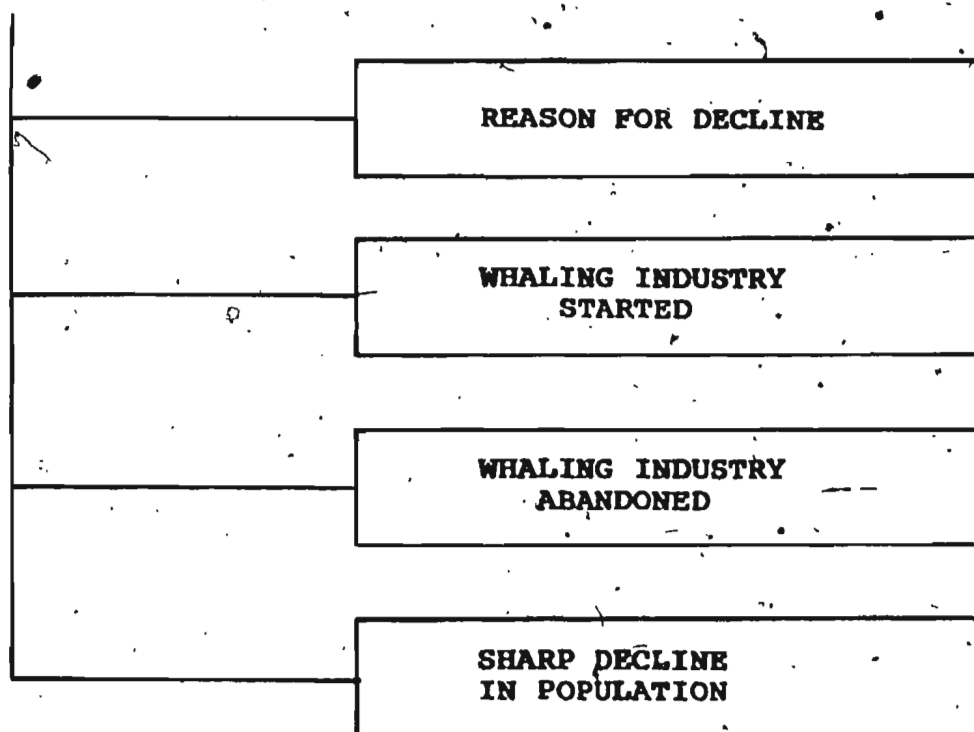 REASON FOR DECLINE
WHALING INDUSTRY
STARTED
WHALING INDUSTRY
ABANDONED
SHARP DECLINE
IN POPULATION